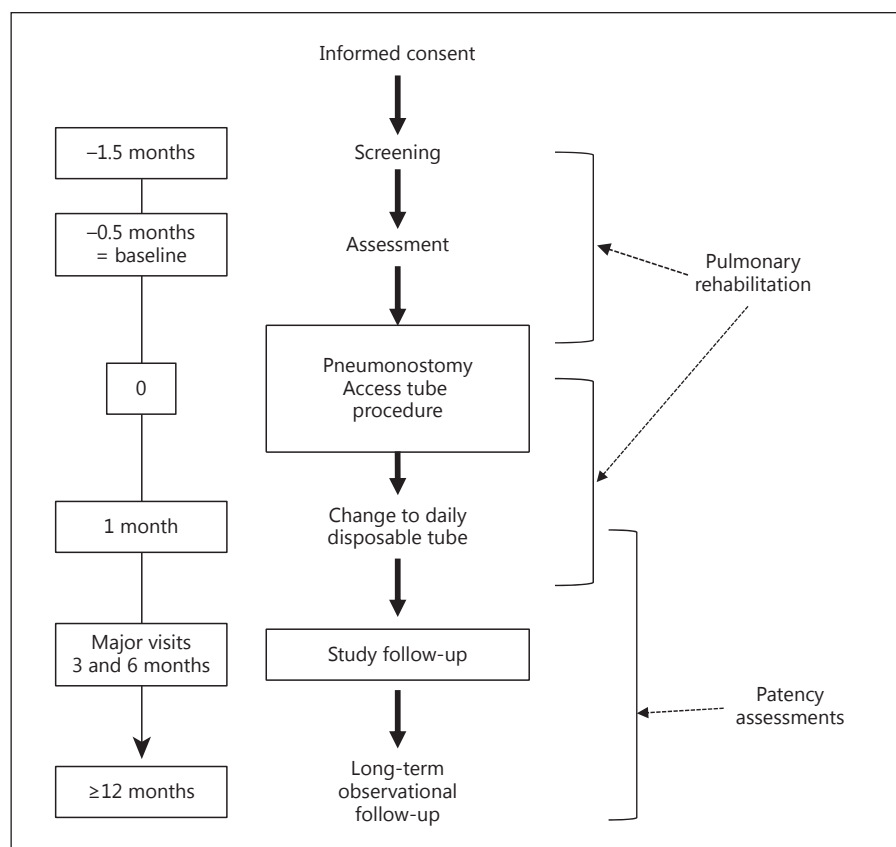 Informed consent
–1.5 months
Screening
–0.5 months
= baseline
Assessment
Pulmonary
rehabilitation
0
Pneumonostomy
Access tube
procedure
1 month
Change to daily
disposable tube
Major visits
3 and 6 months
Study follow-up
Patency
assessments
≥12 months
Long-term
observational
follow-up